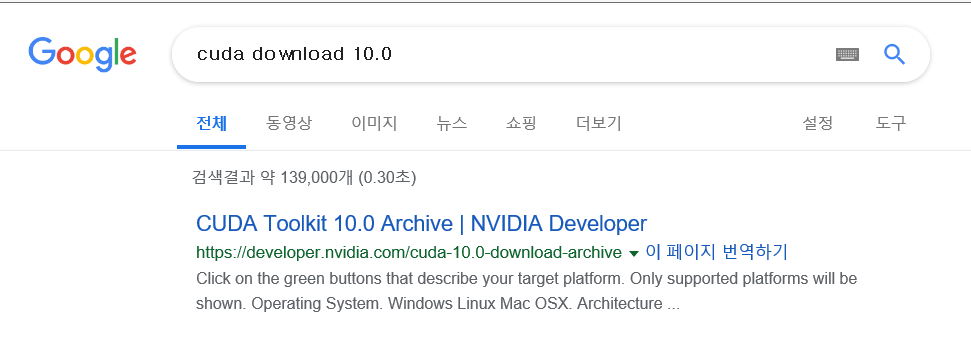 Google
cuda download 10.0
전체 동영상 이미지 뉴스 쇼핑 더보기 설정 도구
검색결과 약 139,000개 (0.30초)
CUDA Toolkit 10.0 Archive | NVIDIA Developer
https://developer.nvidia.com/cuda-10.0-download-archive 이 페이지 번역하기
Click on the green buttons that describe your target platform. Only supported platforms will be
shown. Operating System. Windows Linux Mac OSX. Architecture ...